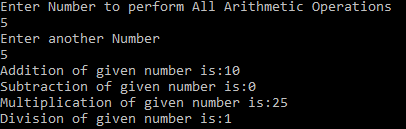 Enter Number to perform All Arithmetic Operations
5
Enter another Number
5
Addition of given number is:10
Subtraction of given number is:0
Multiplication of given number is:25
Division of given number is:1